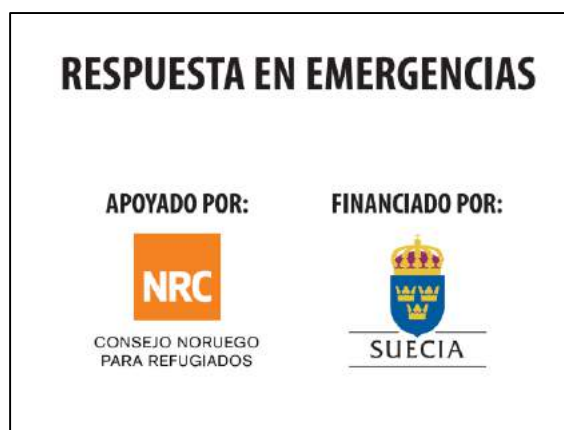 RESPUESTA EN EMERGENCIAS
APOYADO POR:
FINANCIADO POR:
NRC
CONSEJO NORUEGO
PARA REFUGIADOS
SUECIA